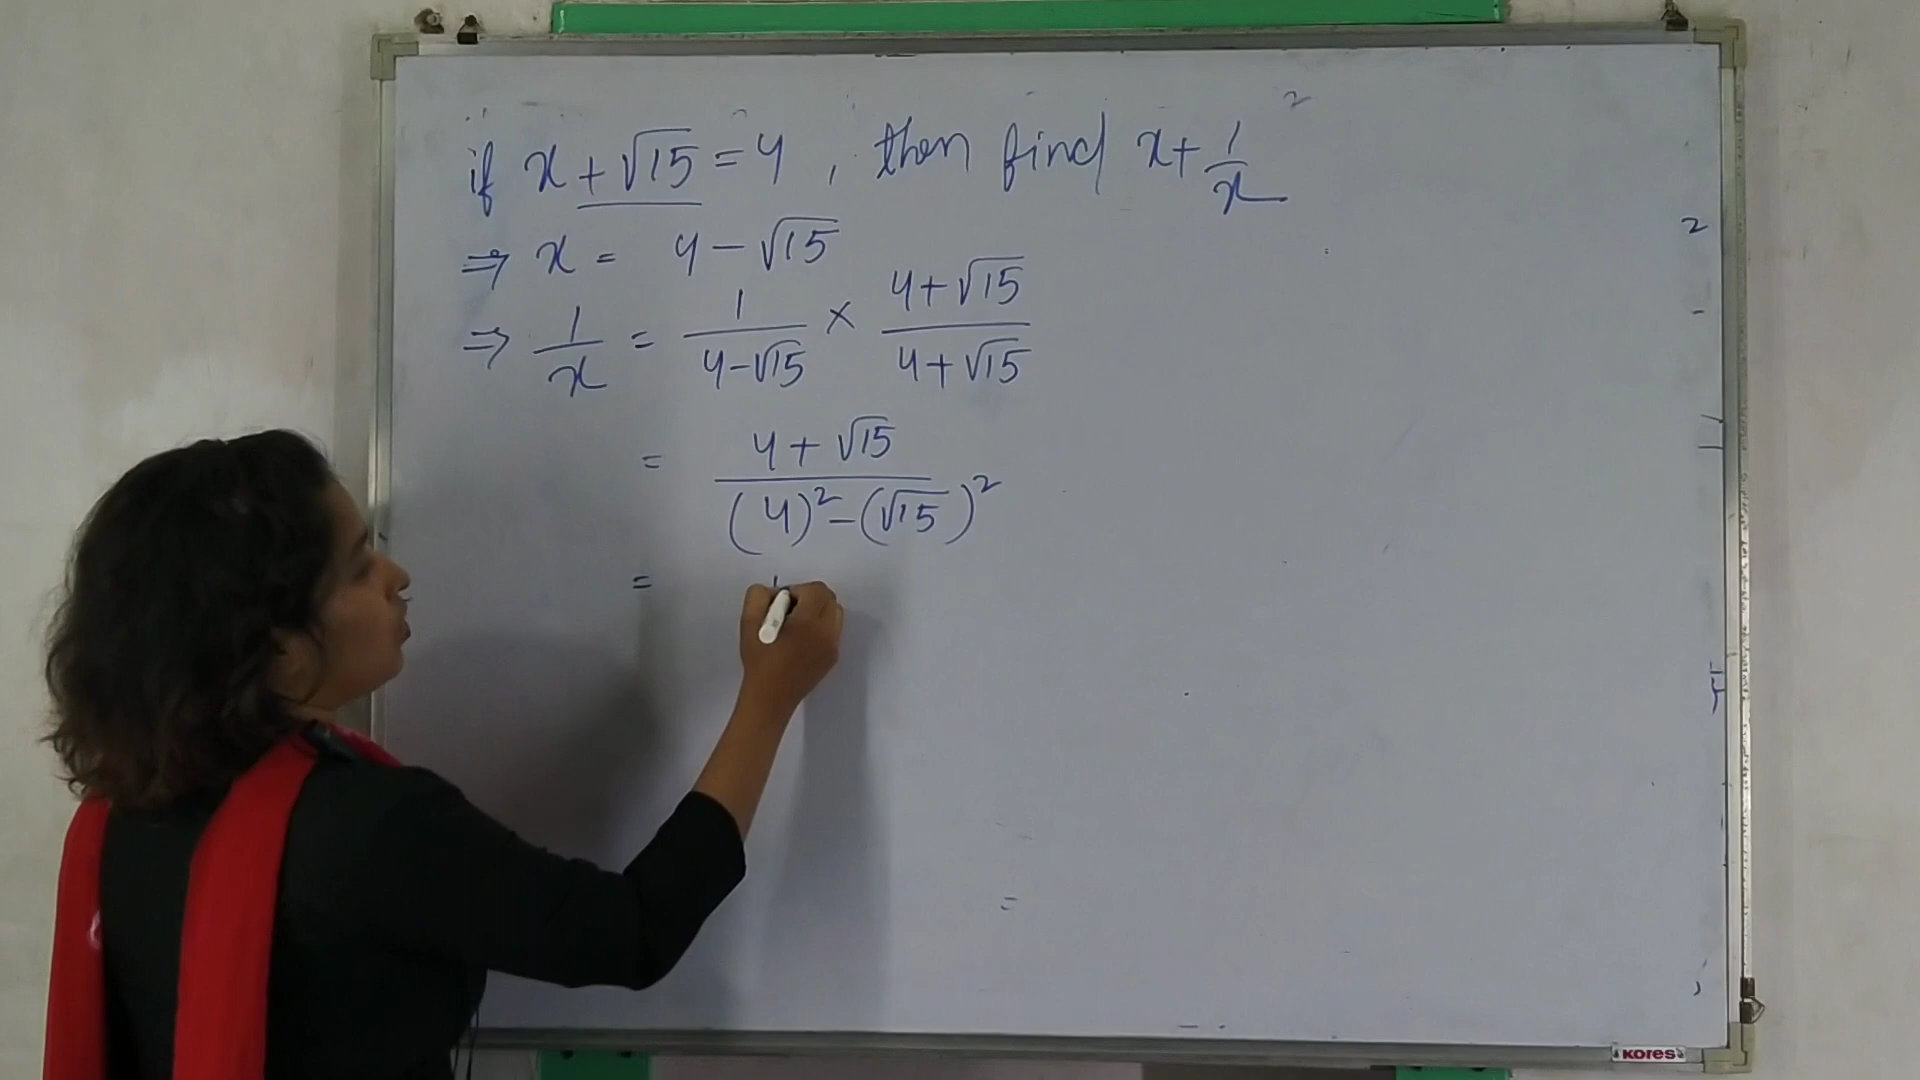 if x + √15 = 4 , then find x + 1/x
⇒ x = 4 - √15
⇒ 1/x = 1/(4-√15) × (4+√15)/(4+√15)
= (4 + √15)/((4)² - (√15)²)
=
KORES